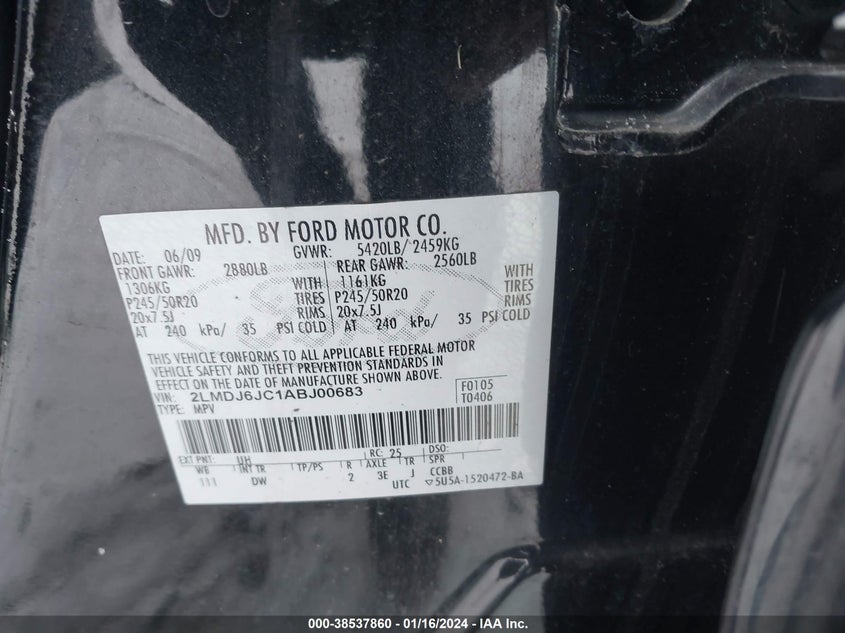 MFD. BY FORD MOTOR CO.
DATE: 06/09 GVWR: 5420LB/ 2459KG
FRONT GAWR: 2880LB REAR GAWR: 2560LB
1306KG WITH 1161KG WITH
P245/50R20 TIRES P245/50R20 TIRES
20x7.5J RIMS 20x7.5J RIMS
AT 240 kPa/ 35 PSI COLD AT 240 kPa/ 35 PSI COLD
THIS VEHICLE CONFORMS TO ALL APPLICABLE FEDERAL MOTOR
VEHICLE SAFETY AND THEFT PREVENTION STANDARDS IN
EFFECT ON THE DATE OF MANUFACTURE SHOWN ABOVE.
VIN: 2LMDJ6JC1ABJ00683 F0105
TYPE: MPV T0406
EXT PNT: UH RC: 25 DSO:
WB INT TR TP/PS R AXLE TR SPR
111 DW 2 3E J CCBB
UTC ▽5U5A-1520472-BA
000-38537860 - 01/16/2024 - IAA Inc.